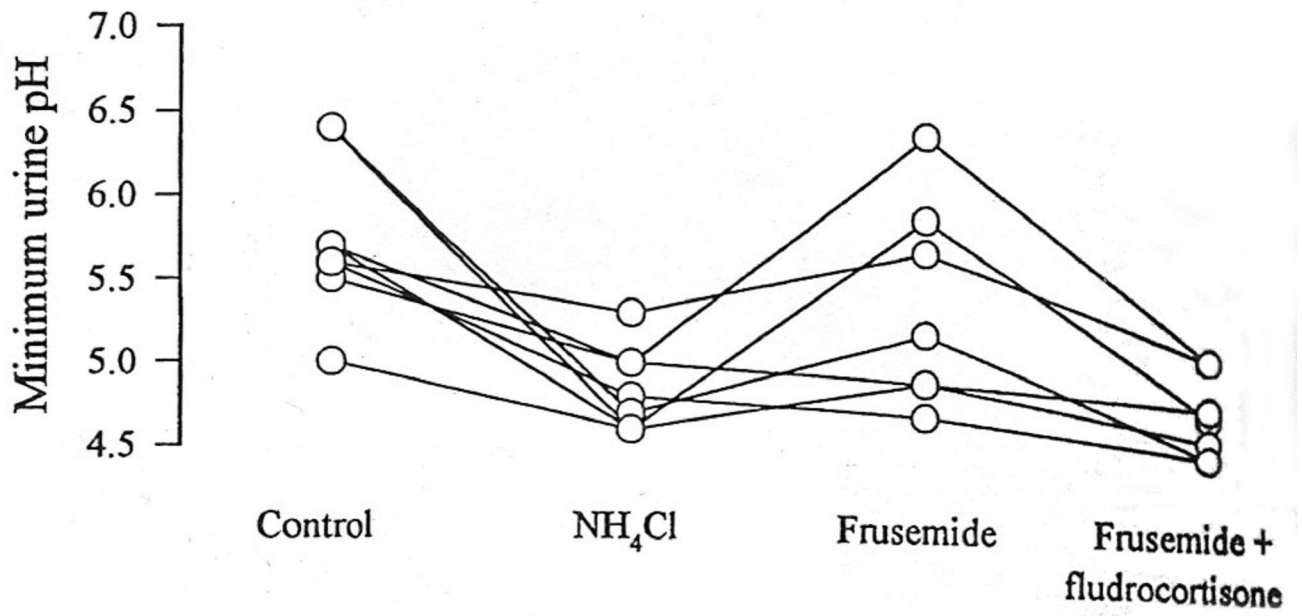 Minimum urine pH
7.0
6.5
6.0
5.5
5.0
4.5
Control
NH₄Cl
Frusemide
Frusemide +
fludrocortisone